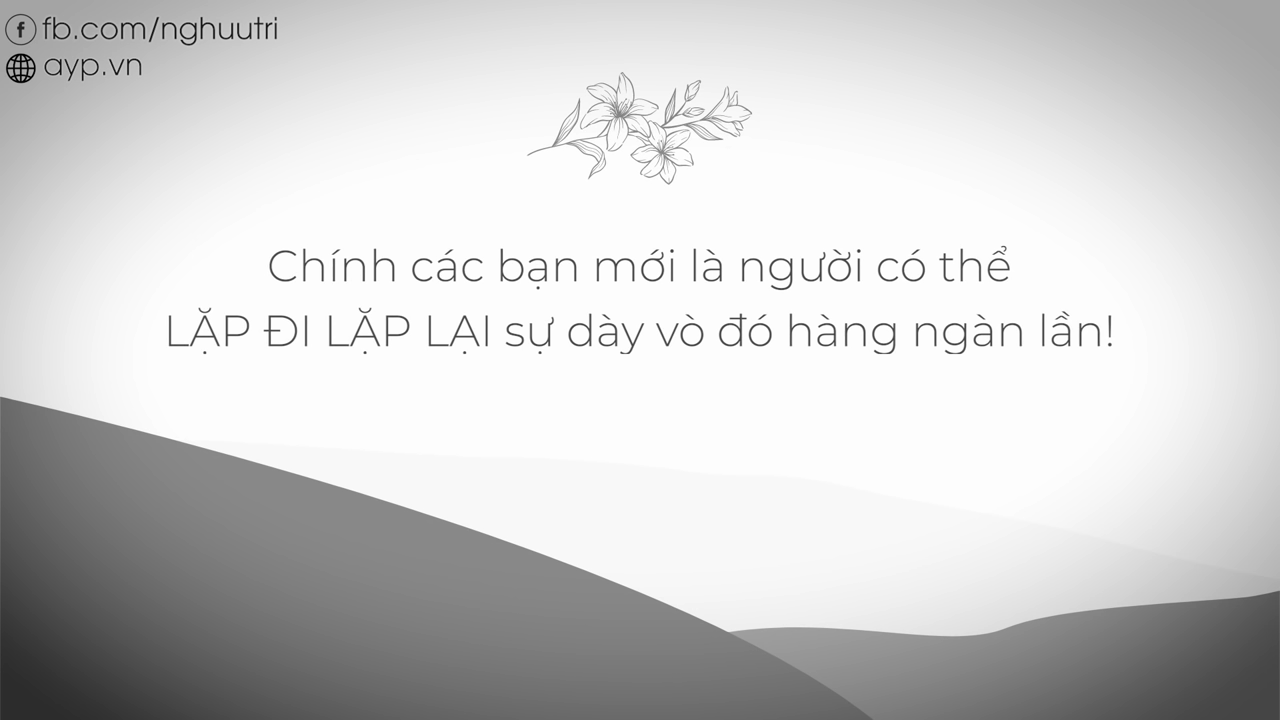 fb.com/nghuutri
ayp.vn
Chính các bạn mới là người có thể
LẶP ĐI LẶP LẠI sự dày vò đó hàng ngàn lần!